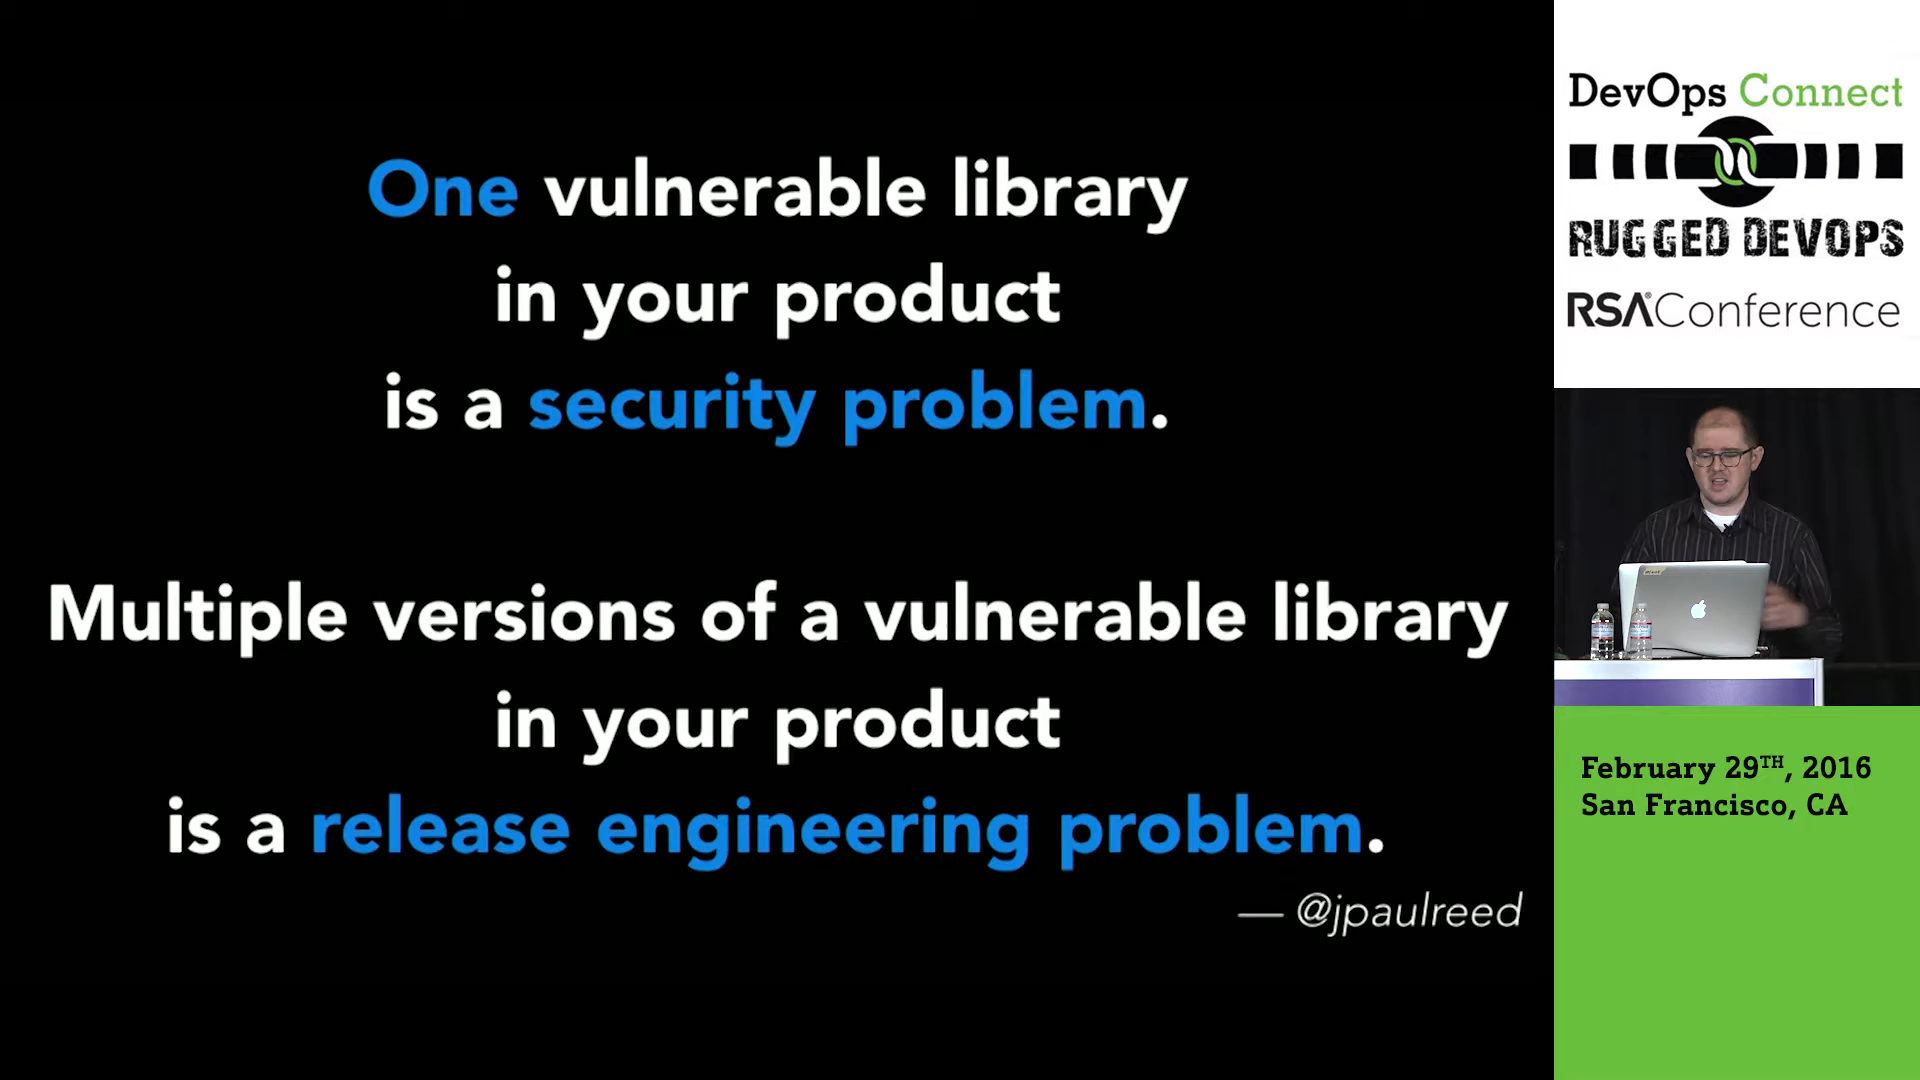 One vulnerable library
in your product
is a security problem.
Multiple versions of a vulnerable library
in your product
is a release engineering problem.
— @jpaulreed
DevOps Connect
RUGGED DEVOPS
RSAConference
February 29TH, 2016
San Francisco, CA